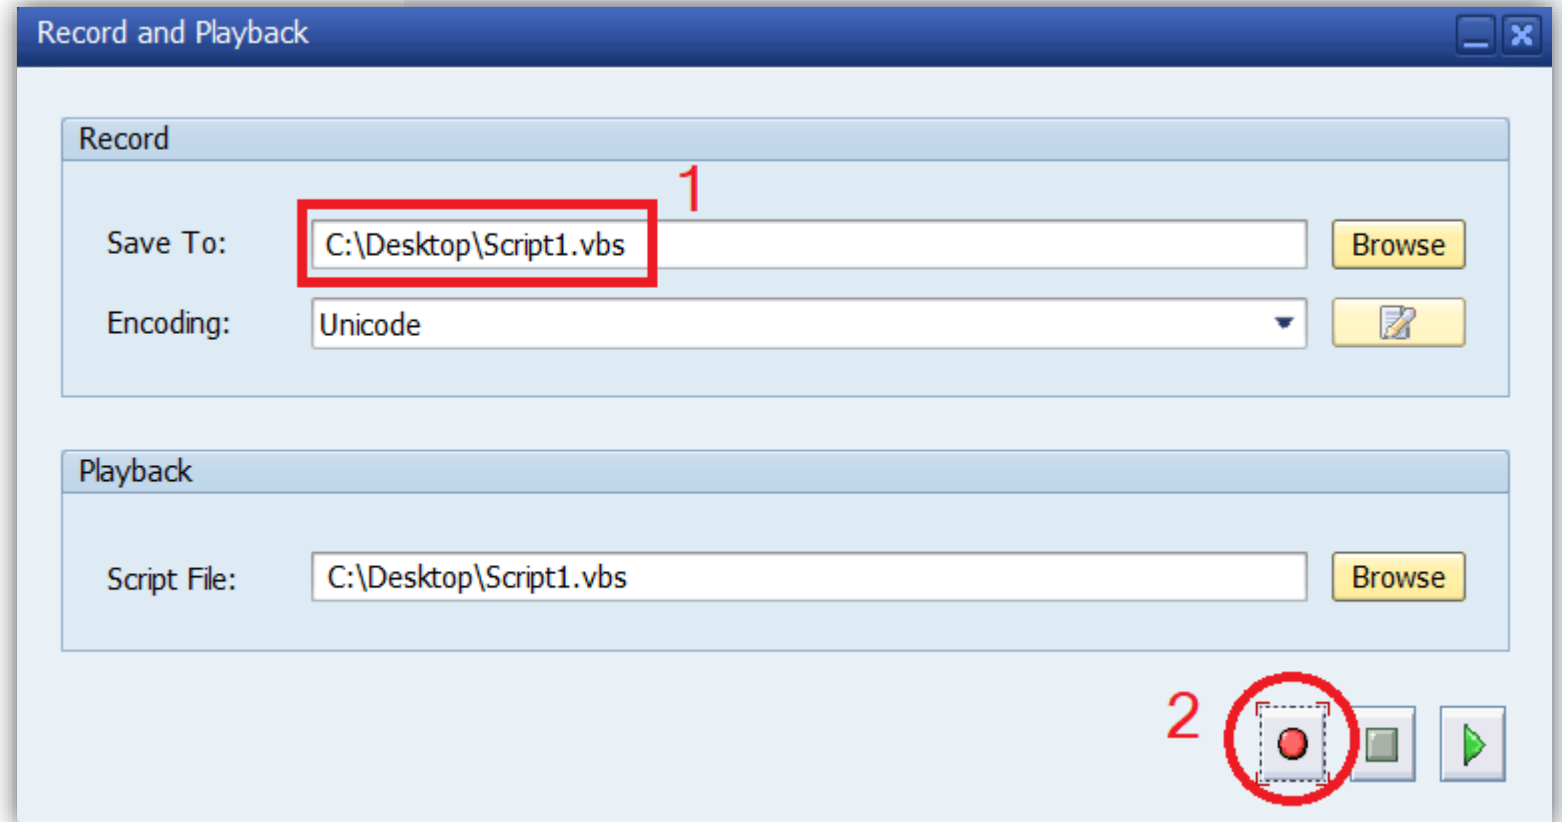 Record and Playback
Record
1
Save To: C:\Desktop\Script1.vbs Browse
Encoding: Unicode
Playback
Script File: C:\Desktop\Script1.vbs Browse
2